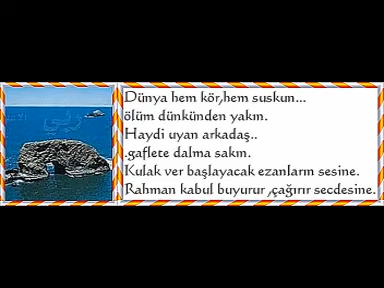 Dünya hem kör,hem suskun...
ölüm dünkünden yakın.
Haydi uyan arkadaş..
.gaflete dalma sakın.
Kulak ver başlayacak ezanların sesine.
Rahman kabul buyurur ,çağırır secdesine.